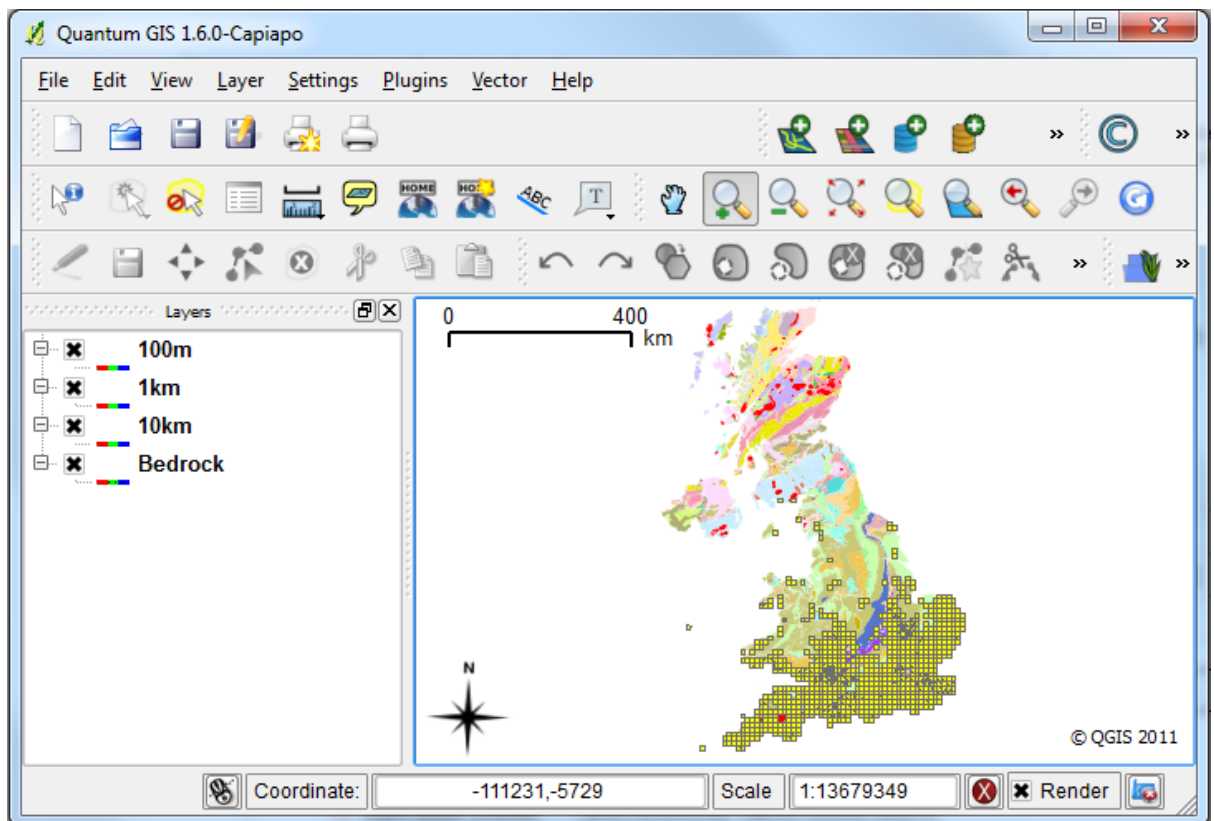 Quantum GIS 1.6.0-Capiapo
File Edit View Layer Settings Plugins Vector Help
HOME
HO
ABC
T
Layers
100m
1km
10km
Bedrock
0 400
km
N
© QGIS 2011
Coordinate: -111231,-5729 Scale 1:13679349 Render